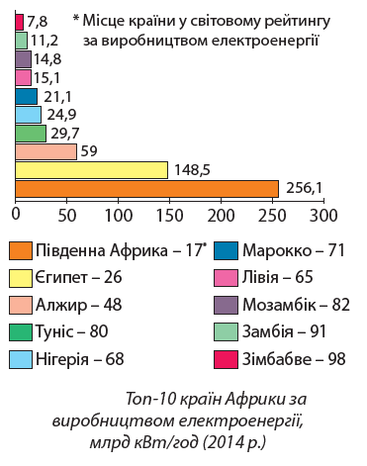 7,8
* Місце країни у світовому рейтингу
за виробництвом електроенергії
11,2
14,8
15,1
21,1
24,9
29,7
59
148,5
256,1
0 50 100 150 200 250 300
Південна Африка – 17*
Єгипет – 26
Алжир – 48
Туніс – 80
Нігерія – 68
Марокко – 71
Лівія – 65
Мозамбік – 82
Замбія – 91
Зімбабве – 98
Топ-10 країн Африки за
виробництвом електроенергії,
млрд кВт/год (2014 р.)